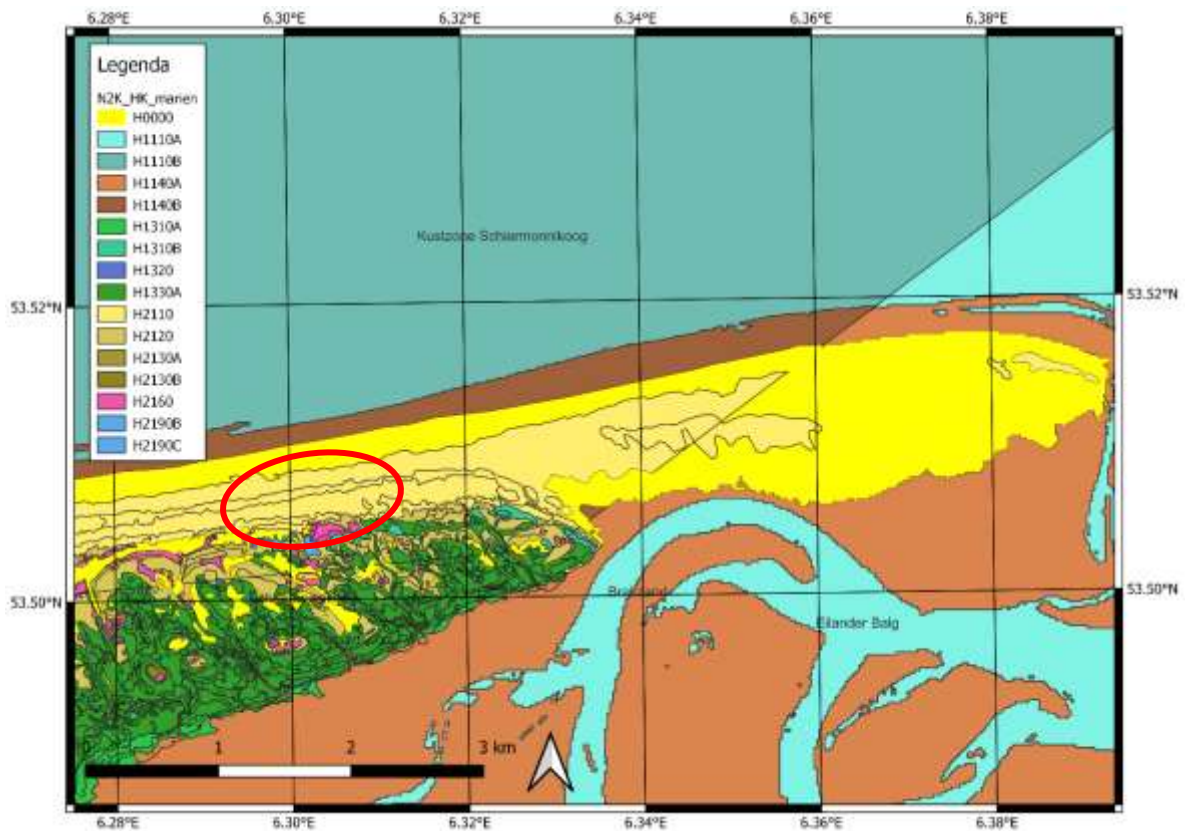 6.28°E 6.30°E 6.32°E 6.34°E 6.36°E 6.38°E
Legenda
N2K_HK_marien
H0000
H1110A
H1110B
H1140A
H1140B
H1310A
H1310B
H1320
H1330A
H2110
H2120
H2130A
H2130B
H2160
H2190B
H2190C
Kustzone Schiermonnikoog
53.52°N 53.52°N
53.50°N 53.50°N
Eilander Balg
0 1 2 3 km
6.28°E 6.30°E 6.32°E 6.34°E 6.36°E 6.38°E